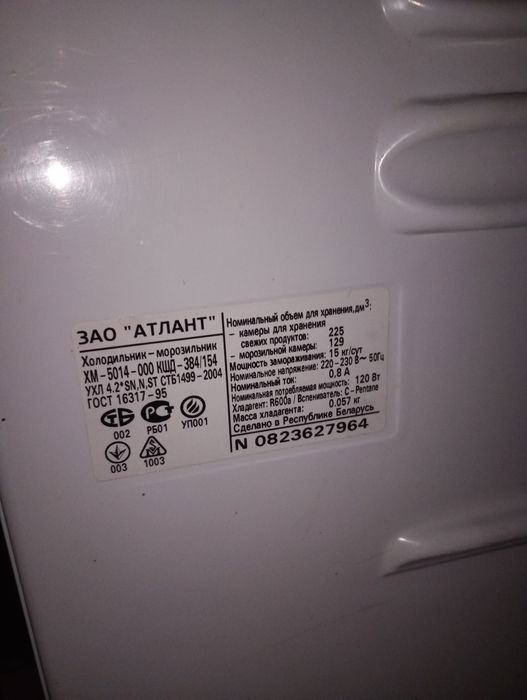 ЗАО "АТЛАНТ"
Холодильник - морозильник
ХМ - 5014 - 000 КШД - 384/154
УХЛ 4.2*SN,N,ST СТБ1499 - 2004
ГОСТ 16317 - 95
002
Р501
УП001
003
1003
Номинальный объем для хранения,дм³:
- камеры для хранения
свежих продуктов: 225
- морозильной камеры: 129
Мощность замораживания: 15 кг/сут
Номинальное напряжение: 220 - 230 В ~ 50Гц
Номинальный ток: 0,8 А
Номинальная потребляемая мощность: 120 Вт
Хладагент: R600a / Вспениватель: C - Pentane
Масса хладагента: 0.057 кг
Сделано в Республике Беларусь
N 0823627964